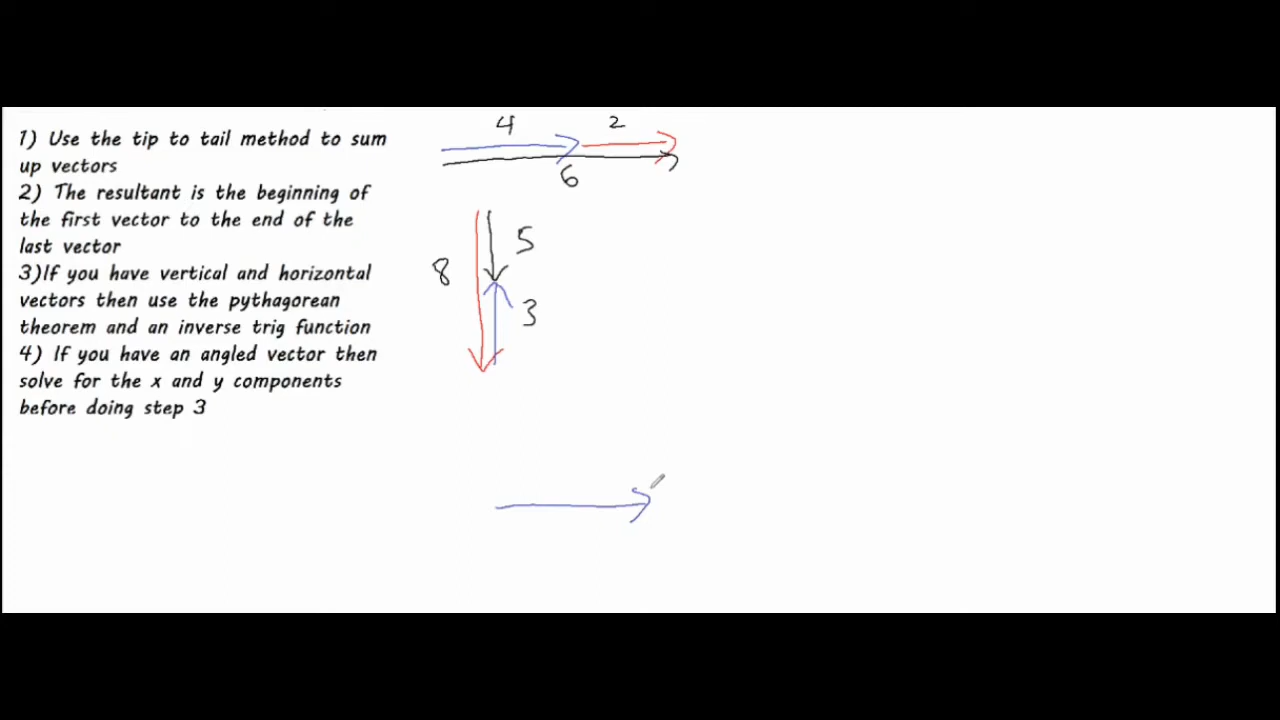 1) Use the tip to tail method to sum
up vectors
2) The resultant is the beginning of
the first vector to the end of the
last vector
3)If you have vertical and horizontal
vectors then use the pythagorean
theorem and an inverse trig function
4) If you have an angled vector then
solve for the x and y components
before doing step 3
4 2
6
5
8
3